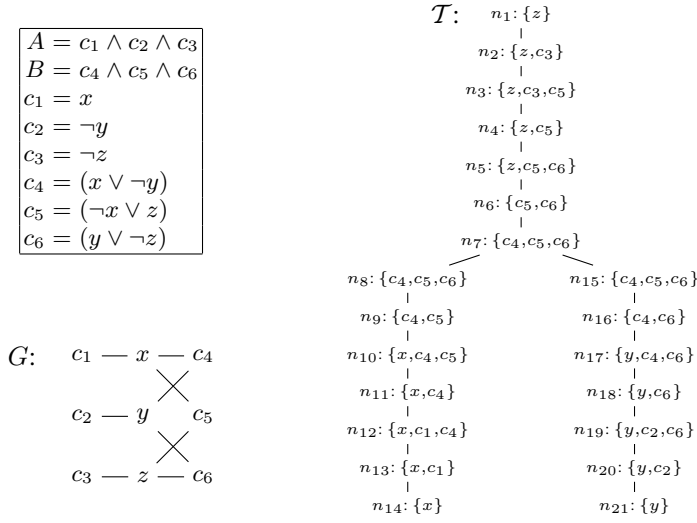 A = c₁ ∧ c₂ ∧ c₃
B = c₄ ∧ c₅ ∧ c₆
c₁ = x
c₂ = ¬y
c₃ = ¬z
c₄ = (x ∨ ¬y)
c₅ = (¬x ∨ z)
c₆ = (y ∨ ¬z)
G:
c₁ x c₄
c₂ y c₅
c₃ z c₆
𝒯:
n₁: {z}
n₂: {z,c₃}
n₃: {z,c₃,c₅}
n₄: {z,c₅}
n₅: {z,c₅,c₆}
n₆: {c₅,c₆}
n₇: {c₄,c₅,c₆}
n₈: {c₄,c₅,c₆} n₁₅: {c₄,c₅,c₆}
n₉: {c₄,c₅} n₁₆: {c₄,c₆}
n₁₀: {x,c₄,c₅} n₁₇: {y,c₄,c₆}
n₁₁: {x,c₄} n₁₈: {y,c₆}
n₁₂: {x,c₁,c₄} n₁₉: {y,c₂,c₆}
n₁₃: {x,c₁} n₂₀: {y,c₂}
n₁₄: {x} n₂₁: {y}